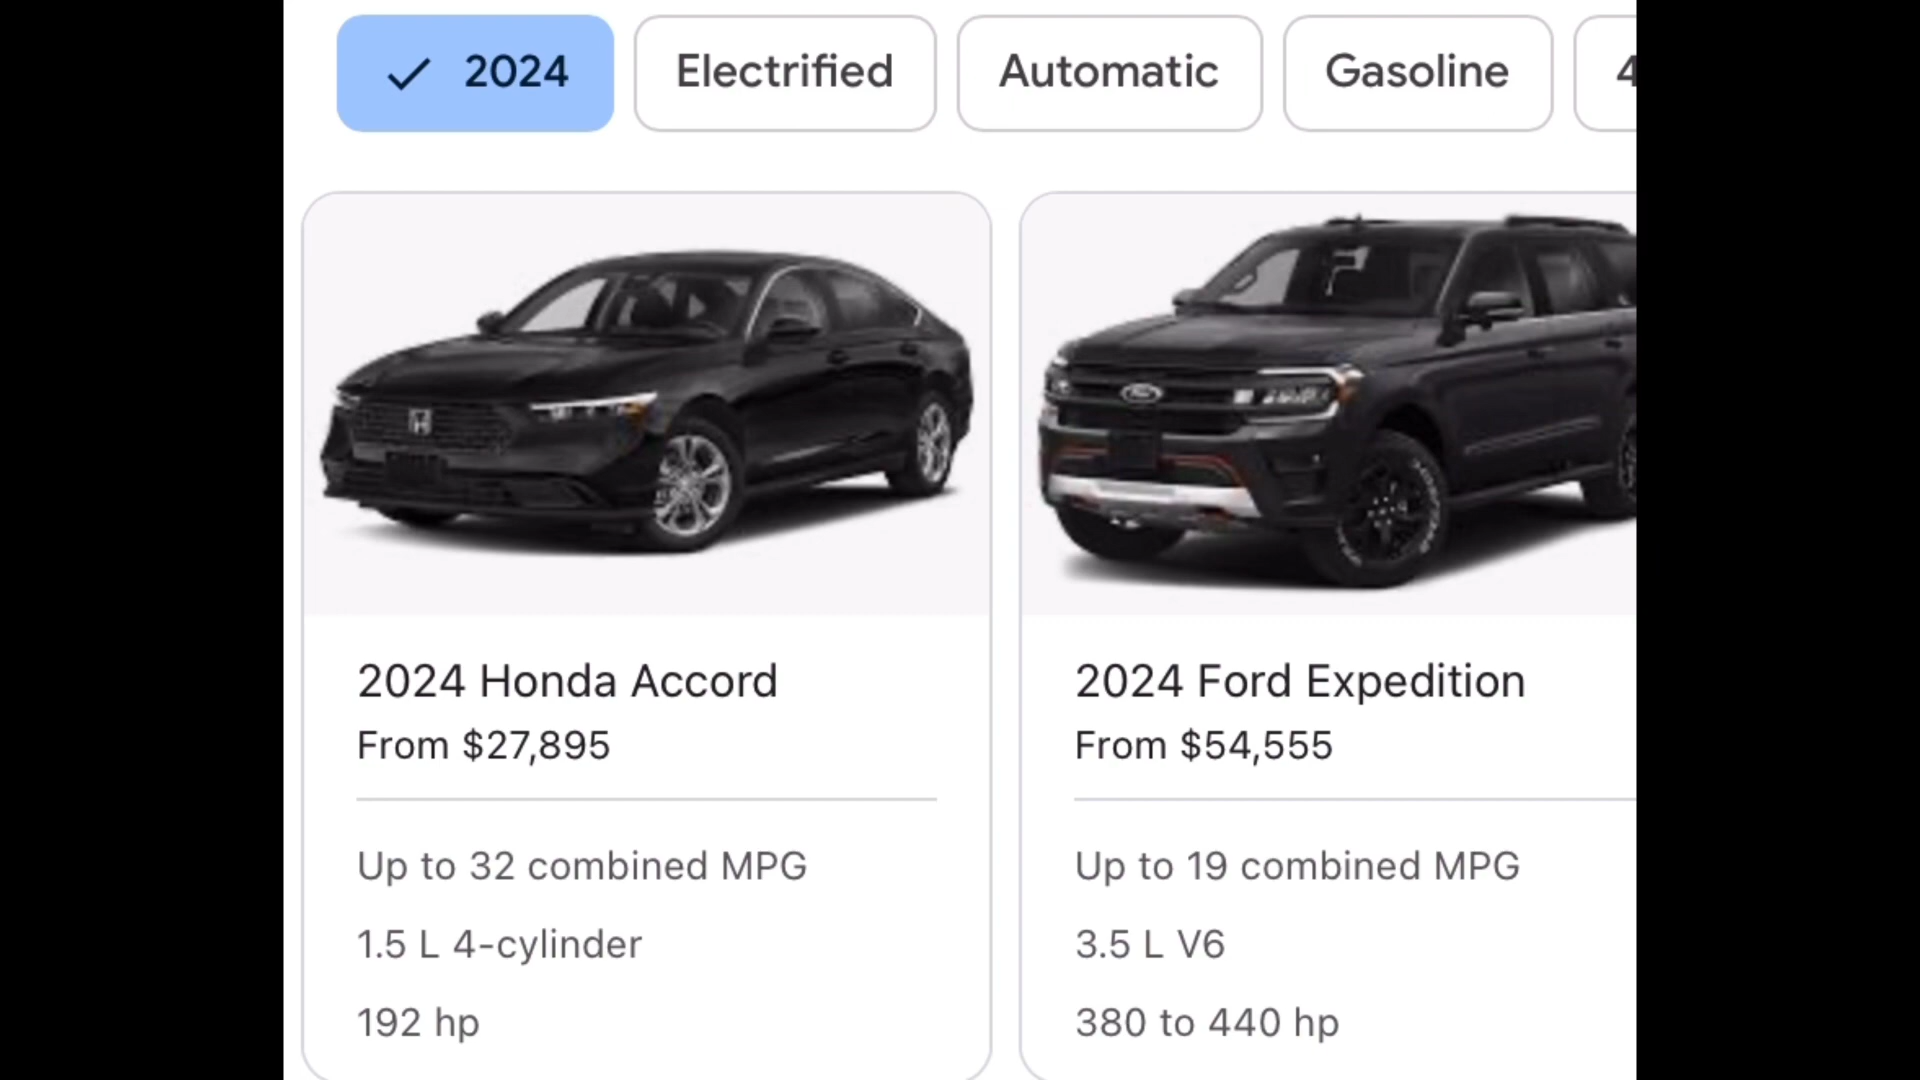 2024
Electrified
Automatic
Gasoline
4
2024 Honda Accord
From $27,895
Up to 32 combined MPG
1.5 L 4-cylinder
192 hp
2024 Ford Expedition
From $54,555
Up to 19 combined MPG
3.5 L V6
380 to 440 hp